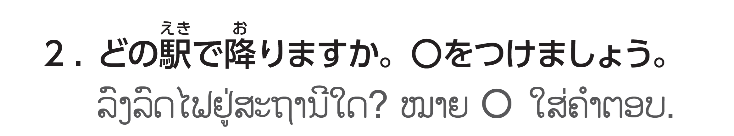 2. どの駅で降りますか。〇をつけましょう。
ລົງລົດໄຟຢູ່ສະຖານີໃດ? ໝາຍ 〇 ໃສ່ຄຳຕອບ.